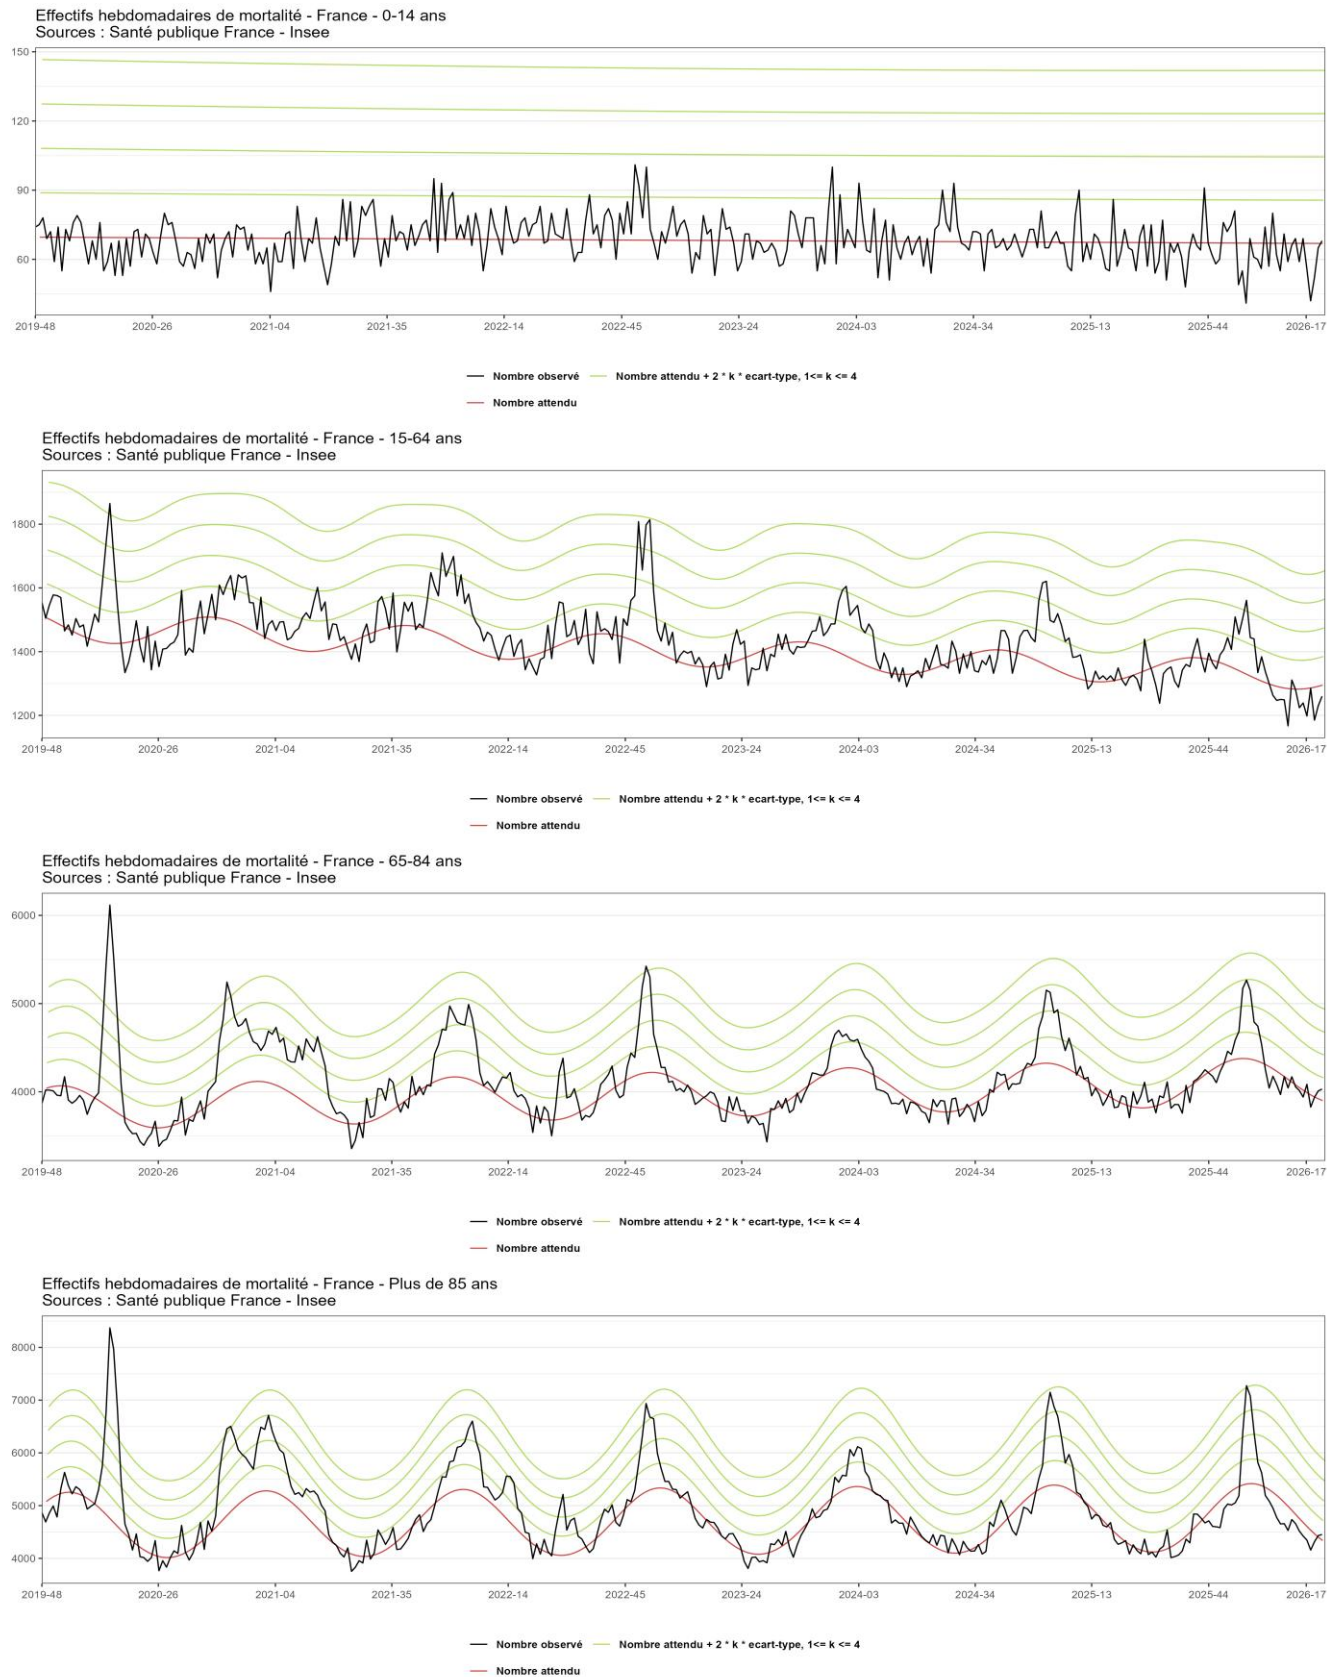 Effectifs hebdomadaires de mortalité - France - 0-14 ans
Sources : Santé publique France - Insee
150
120
90
60
2019-48 2020-26 2021-04 2021-35 2022-14 2022-45 2023-24 2024-03 2024-34 2025-13 2025-44 2026-17
Nombre observé Nombre attendu + 2 * k * ecart-type, 1<= k <= 4
Nombre attendu
Effectifs hebdomadaires de mortalité - France - 15-64 ans
Sources : Santé publique France - Insee
1800
1600
1400
1200
2019-48 2020-26 2021-04 2021-35 2022-14 2022-45 2023-24 2024-03 2024-34 2025-13 2025-44 2026-17
Nombre observé Nombre attendu + 2 * k * ecart-type, 1<= k <= 4
Nombre attendu
Effectifs hebdomadaires de mortalité - France - 65-84 ans
Sources : Santé publique France - Insee
6000
5000
4000
2019-48 2020-26 2021-04 2021-35 2022-14 2022-45 2023-24 2024-03 2024-34 2025-13 2025-44 2026-17
Nombre observé Nombre attendu + 2 * k * ecart-type, 1<= k <= 4
Nombre attendu
Effectifs hebdomadaires de mortalité - France - Plus de 85 ans
Sources : Santé publique France - Insee
8000
7000
6000
5000
4000
2019-48 2020-26 2021-04 2021-35 2022-14 2022-45 2023-24 2024-03 2024-34 2025-13 2025-44 2026-17
Nombre observé Nombre attendu + 2 * k * ecart-type, 1<= k <= 4
Nombre attendu